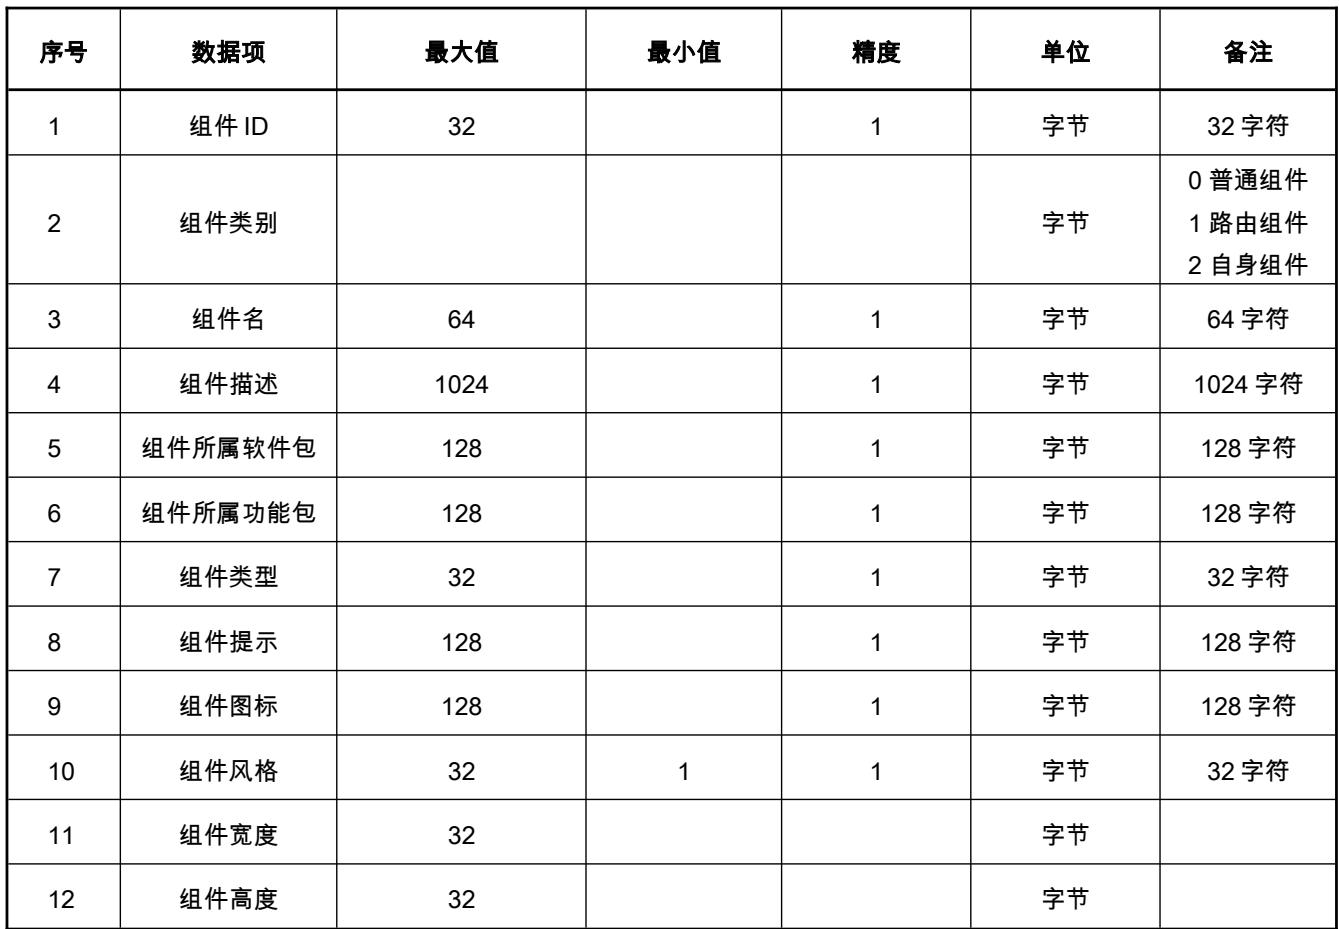 序号 数据项 最大值 最小值 精度 单位 备注
1 组件 ID 32 1 字节 32 字符
2 组件类别 字节 0 普通组件
1 路由组件
2 自身组件
3 组件名 64 1 字节 64 字符
4 组件描述 1024 1 字节 1024 字符
5 组件所属软件包 128 1 字节 128 字符
6 组件所属功能包 128 1 字节 128 字符
7 组件类型 32 1 字节 32 字符
8 组件提示 128 1 字节 128 字符
9 组件图标 128 1 字节 128 字符
10 组件风格 32 1 1 字节 32 字符
11 组件宽度 32 字节
12 组件高度 32 字节